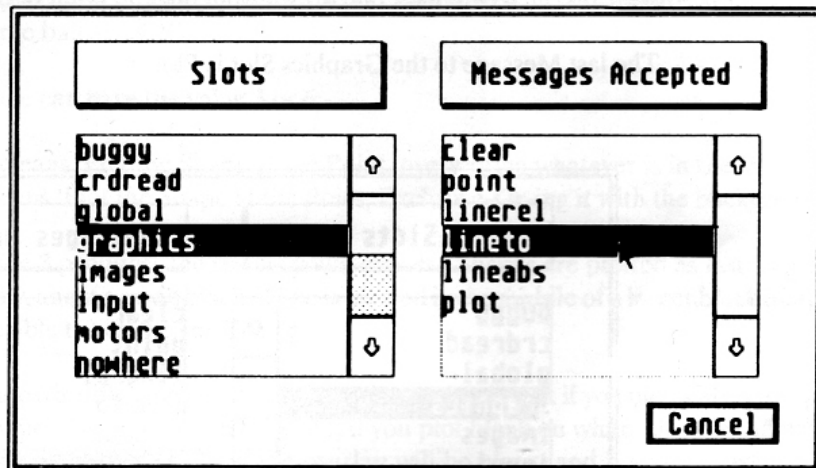 Slots
Messages Accepted
buggy
crdread
global
graphics
images
input
motors
nowhere
clear
point
linerel
lineto
lineabs
plot
Cancel